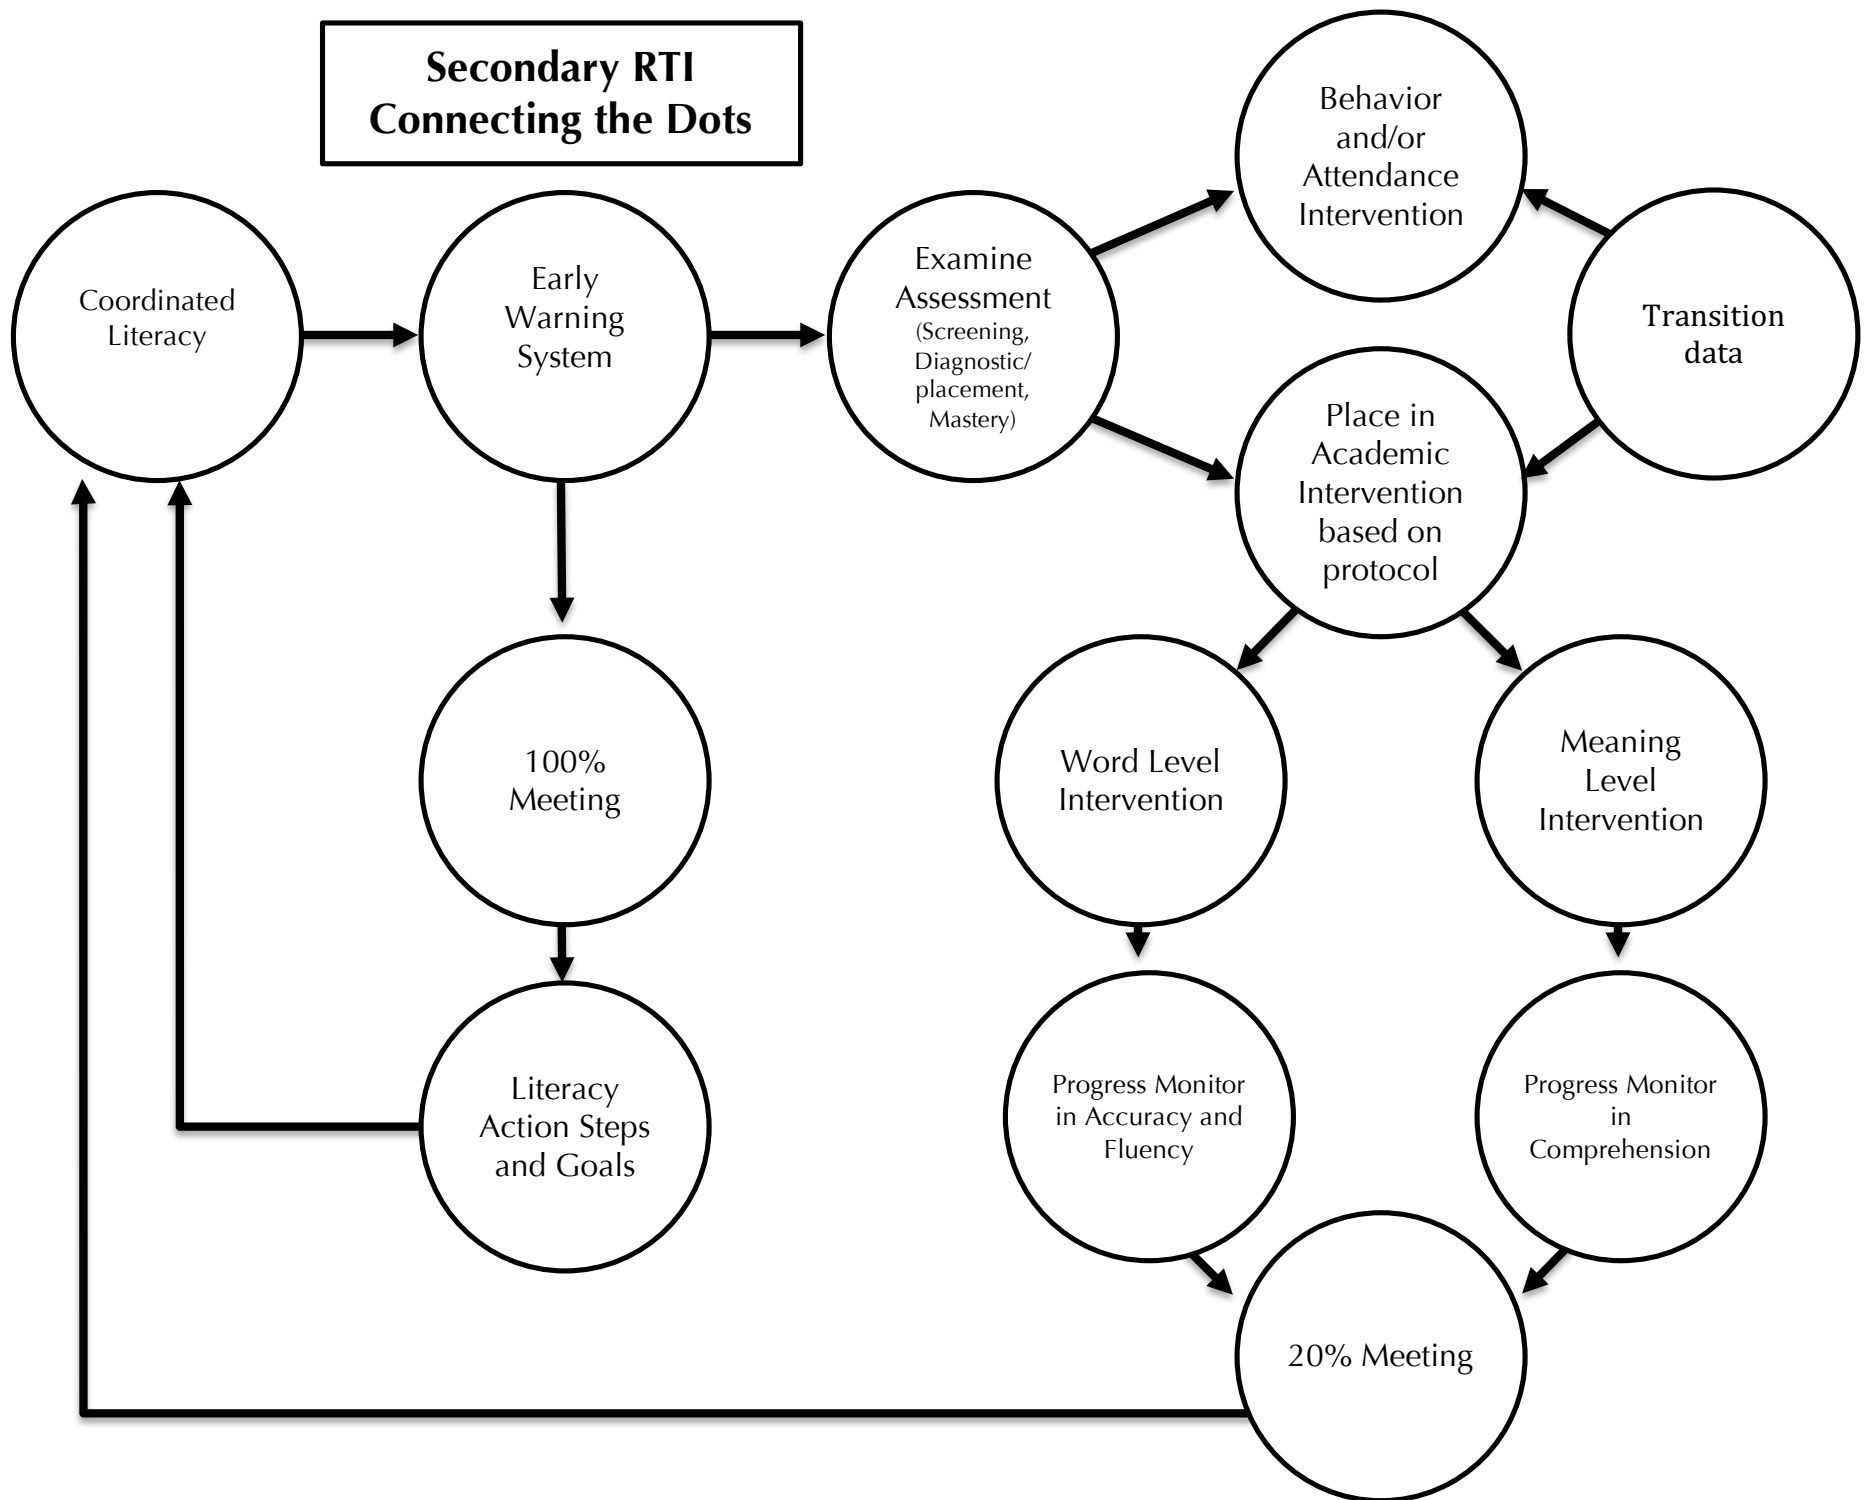 Secondary RTI
Connecting the Dots
Coordinated
Literacy
Early
Warning
System
Examine
Assessment
(Screening,
Diagnostic/
placement,
Mastery)
Behavior
and/or
Attendance
Intervention
Transition
data
Place in
Academic
Intervention
based on
protocol
100%
Meeting
Word Level
Intervention
Meaning
Level
Intervention
Literacy
Action Steps
and Goals
Progress Monitor
in Accuracy and
Fluency
Progress Monitor
in
Comprehension
20% Meeting